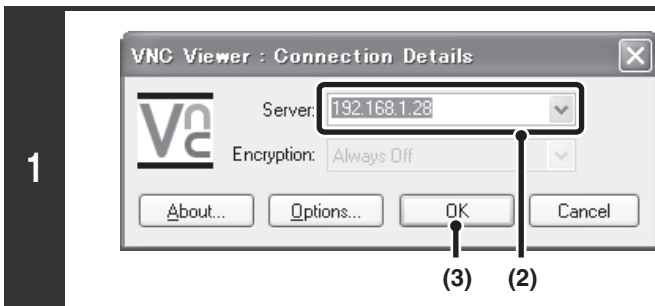 VNC Viewer : Connection Details
1
VNC
Server: 192.168.1.28
Encryption: Always Off
About... Options... OK Cancel
(3) (2)